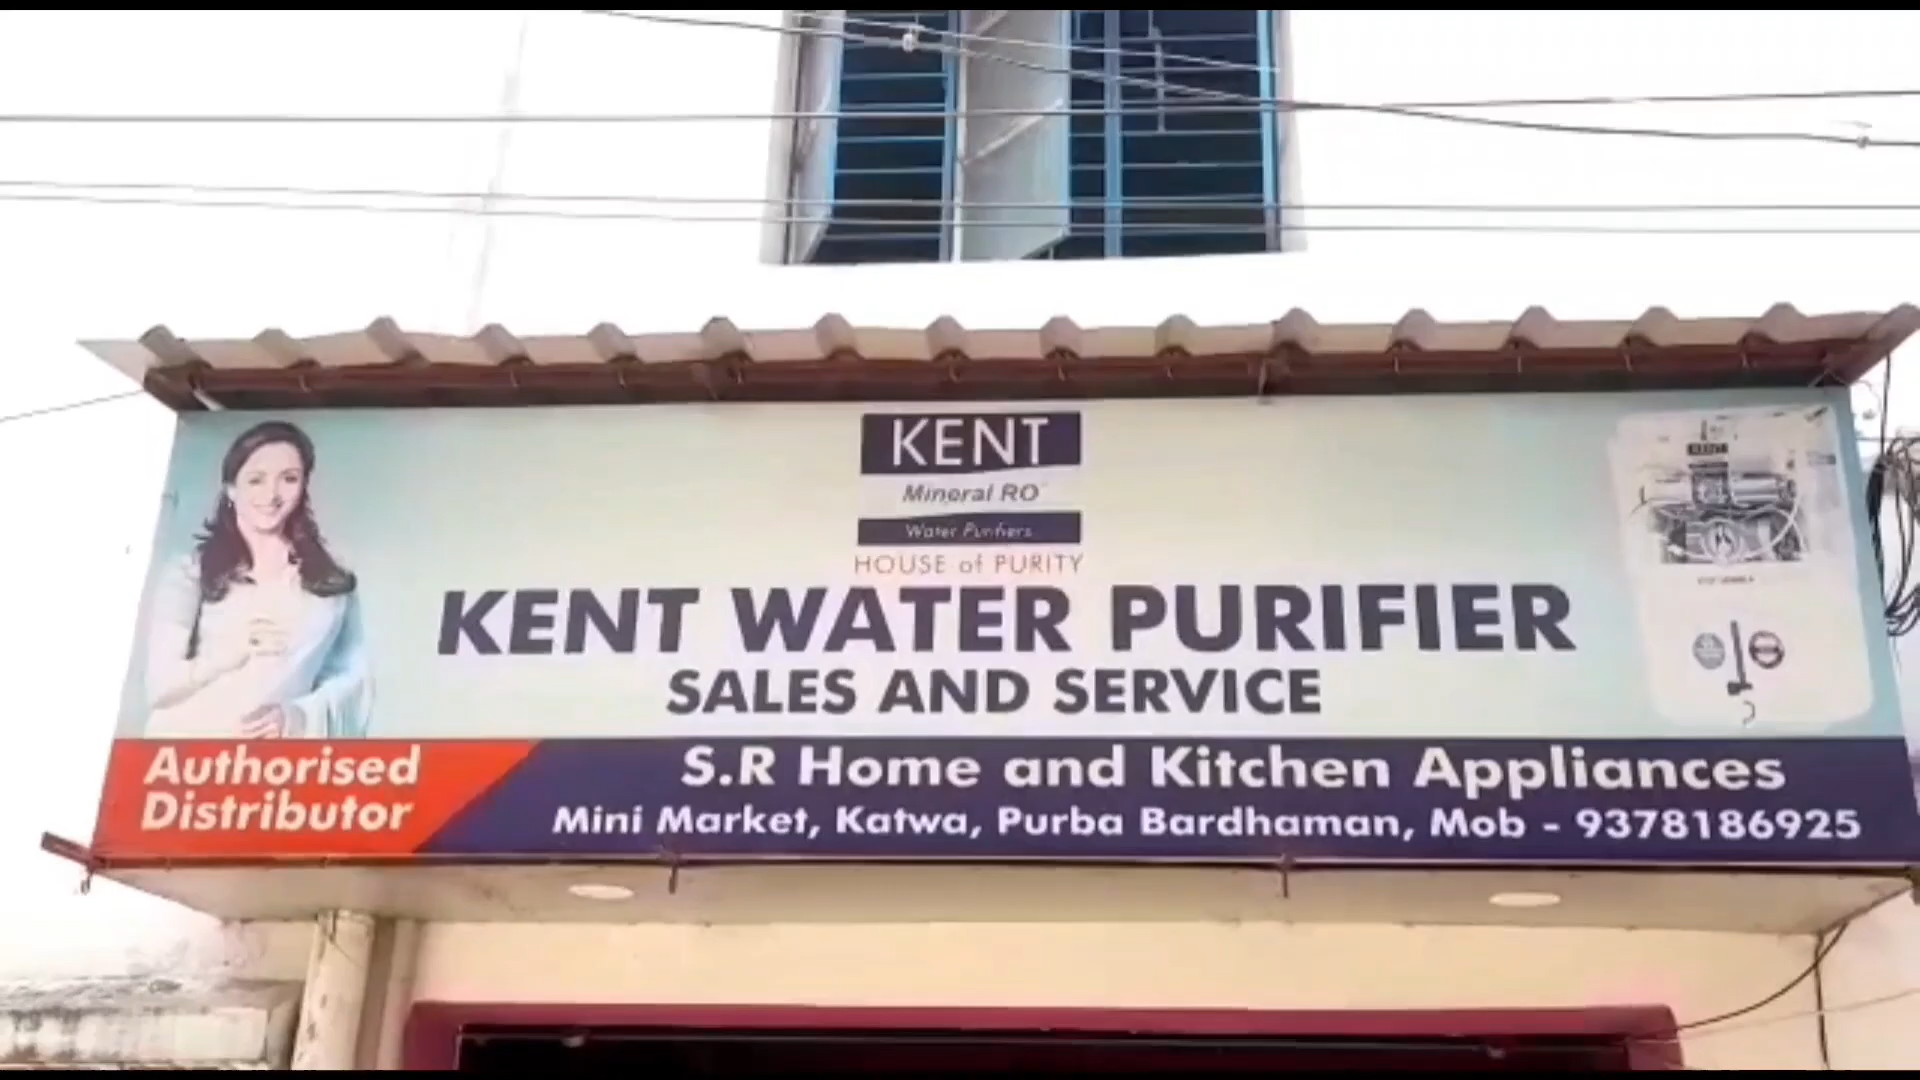 KENT
Mineral RO
Water Purifiers
HOUSE of PURITY
KENT WATER PURIFIER
SALES AND SERVICE
Authorised
Distributor
S.R Home and Kitchen Appliances
Mini Market, Katwa, Purba Bardhaman, Mob - 9378186925
KENT